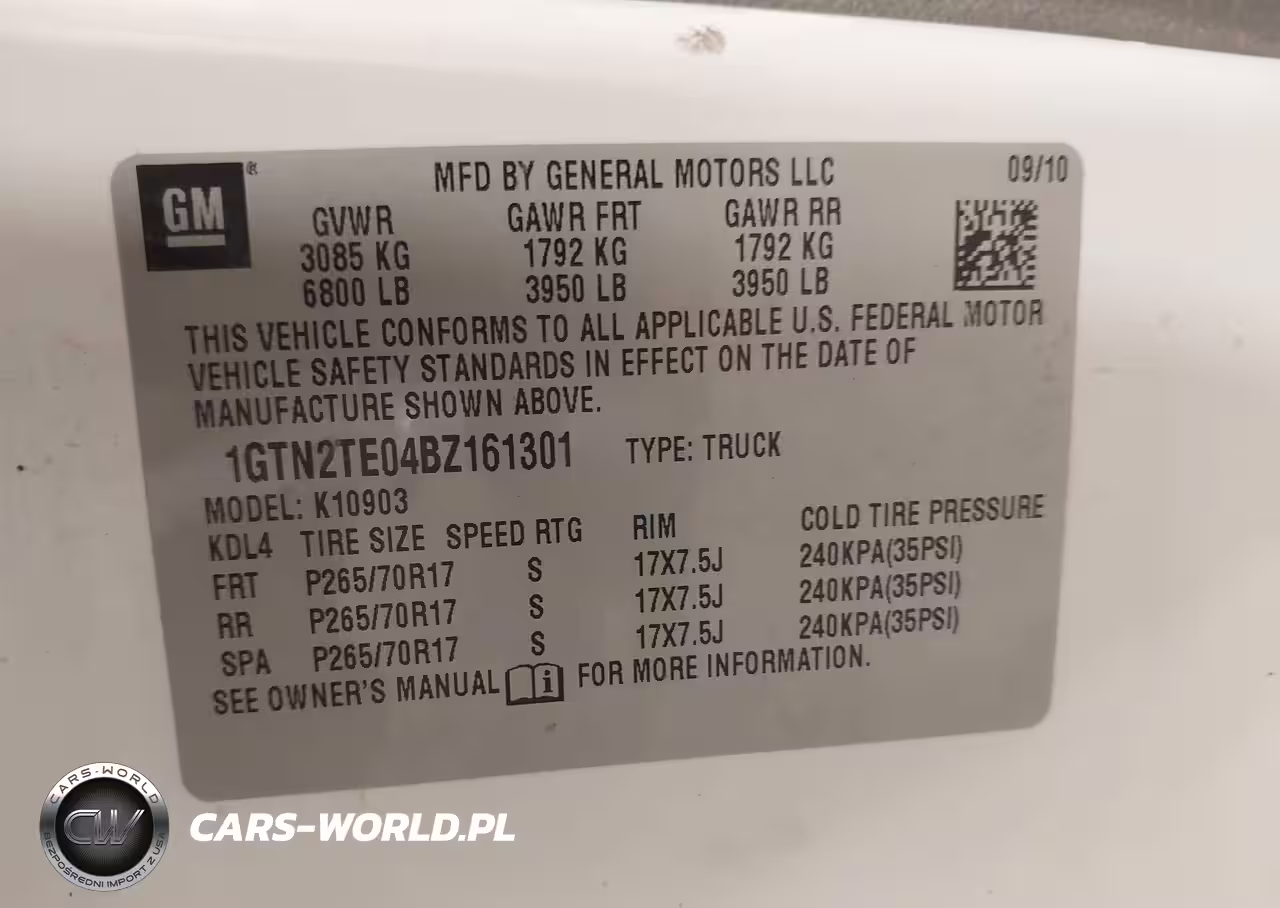 GM ®
MFD BY GENERAL MOTORS LLC 09/10
GVWR GAWR FRT GAWR RR
3085 KG 1792 KG 1792 KG
6800 LB 3950 LB 3950 LB
THIS VEHICLE CONFORMS TO ALL APPLICABLE U.S. FEDERAL MOTOR
VEHICLE SAFETY STANDARDS IN EFFECT ON THE DATE OF
MANUFACTURE SHOWN ABOVE.
1GTN2TE04BZ161301 TYPE: TRUCK
MODEL: K10903
KDL4 TIRE SIZE SPEED RTG RIM COLD TIRE PRESSURE
FRT P265/70R17 S 17X7.5J 240KPA(35PSI)
RR P265/70R17 S 17X7.5J 240KPA(35PSI)
SPA P265/70R17 S 17X7.5J 240KPA(35PSI)
SEE OWNER'S MANUAL i FOR MORE INFORMATION.
CARS-WORLD
CW
BEZPOŚREDNI IMPORT Z USA
CARS-WORLD.PL